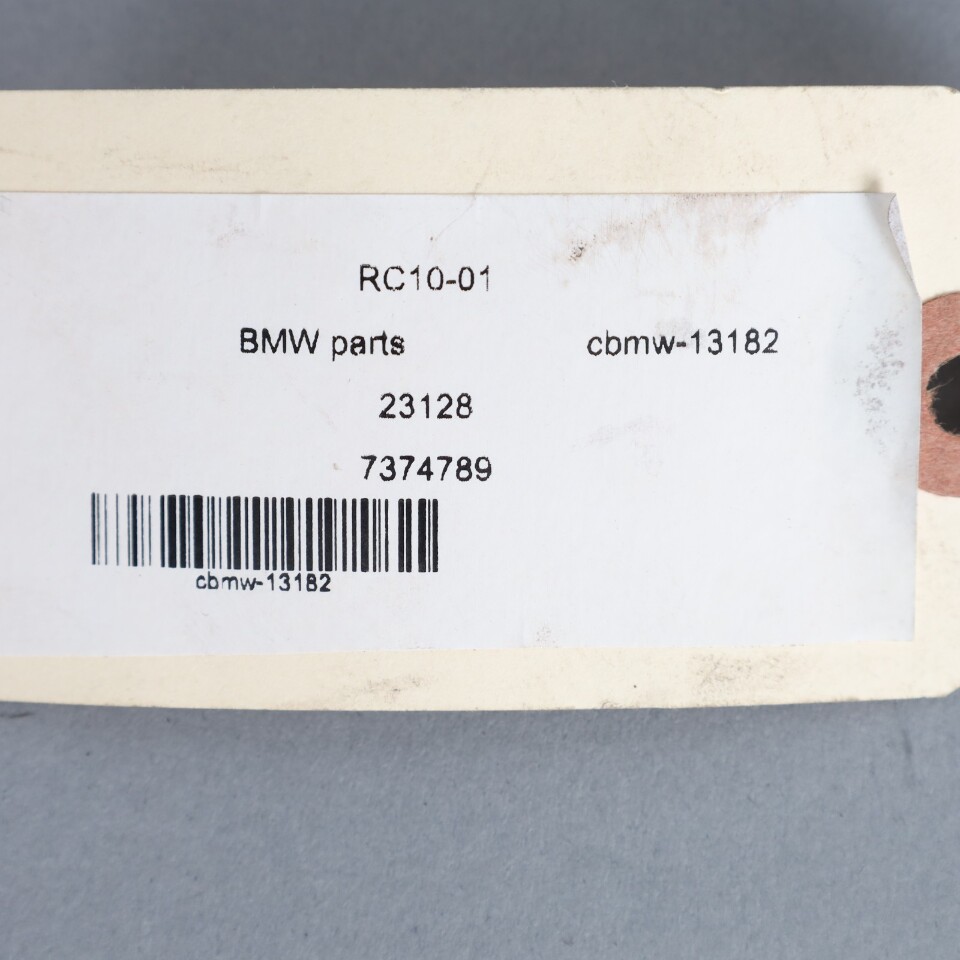 RC10-01
BMW parts cbmw-13182
23128
7374789
cbmw-13182